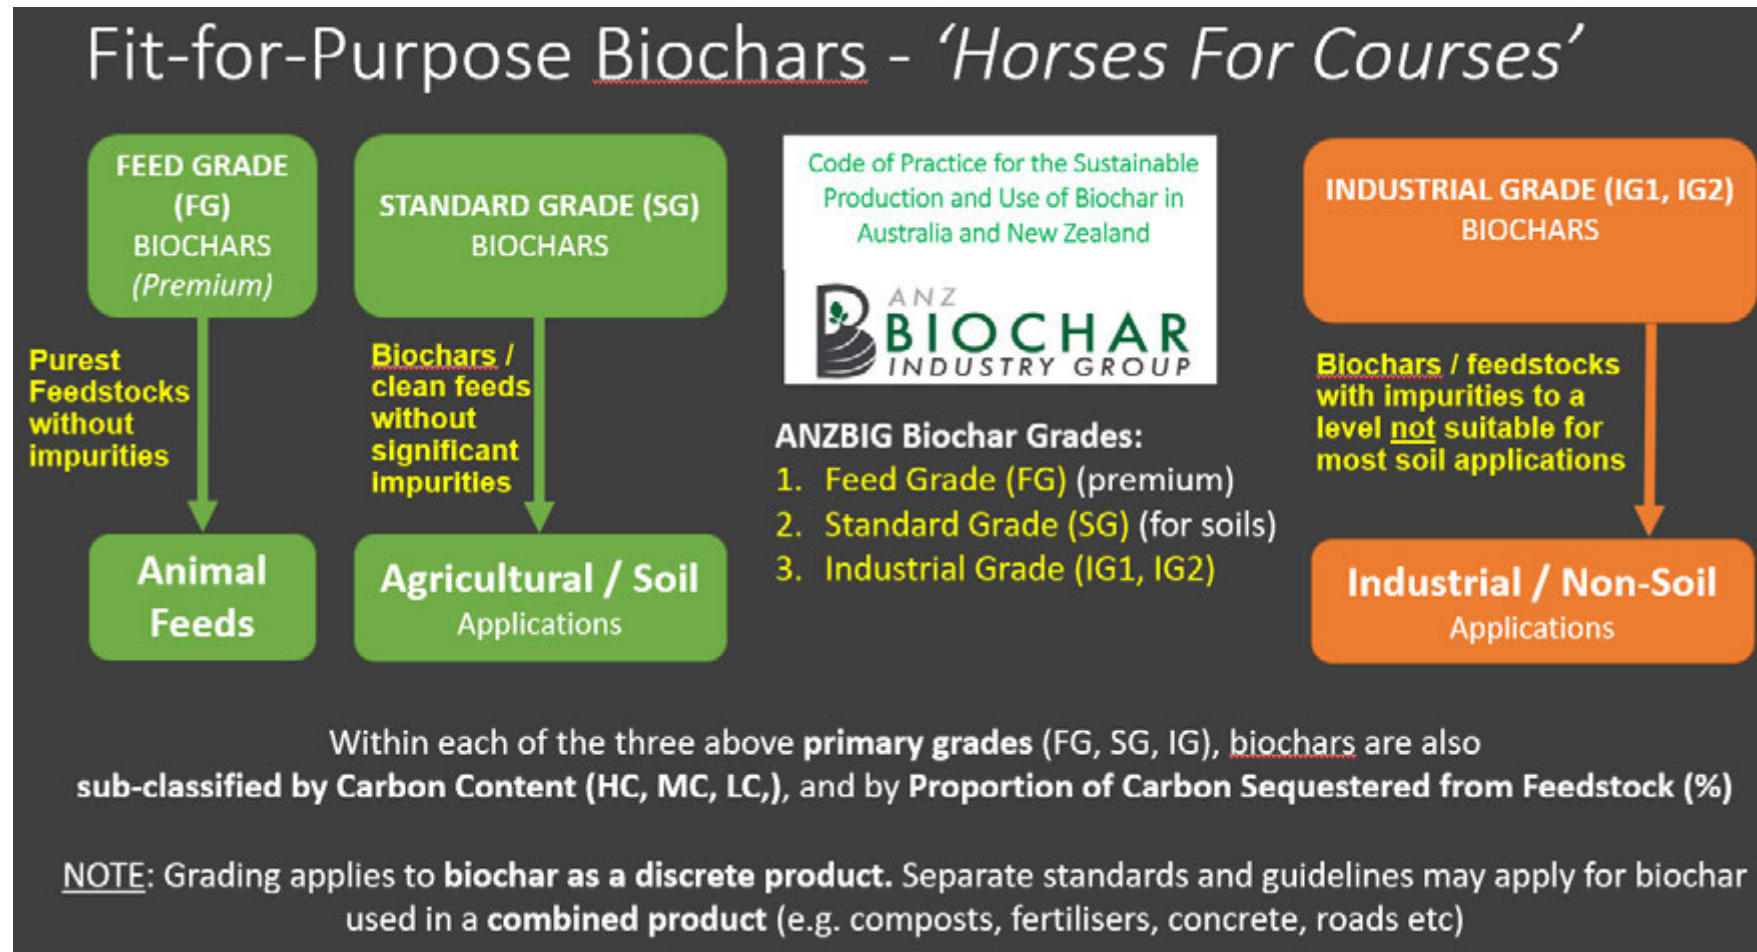 Fit-for-Purpose Biochars - ‘Horses For Courses’
FEED GRADE
(FG)
BIOCHARS
(Premium)
STANDARD GRADE (SG)
BIOCHARS
Code of Practice for the Sustainable
Production and Use of Biochar in
Australia and New Zealand
ANZ
BIOCHAR
INDUSTRY GROUP
INDUSTRIAL GRADE (IG1, IG2)
BIOCHARS
Purest
Feedstocks
without
impurities
Biochars /
clean feeds
without
significant
impurities
Biochars / feedstocks
with impurities to a
level not suitable for
most soil applications
ANZBIG Biochar Grades:
1. Feed Grade (FG) (premium)
2. Standard Grade (SG) (for soils)
3. Industrial Grade (IG1, IG2)
Animal
Feeds
Agricultural / Soil
Applications
Industrial / Non-Soil
Applications
Within each of the three above primary grades (FG, SG, IG), biochars are also
sub-classified by Carbon Content (HC, MC, LC,), and by Proportion of Carbon Sequestered from Feedstock (%)
NOTE: Grading applies to biochar as a discrete product. Separate standards and guidelines may apply for biochar
used in a combined product (e.g. composts, fertilisers, concrete, roads etc)